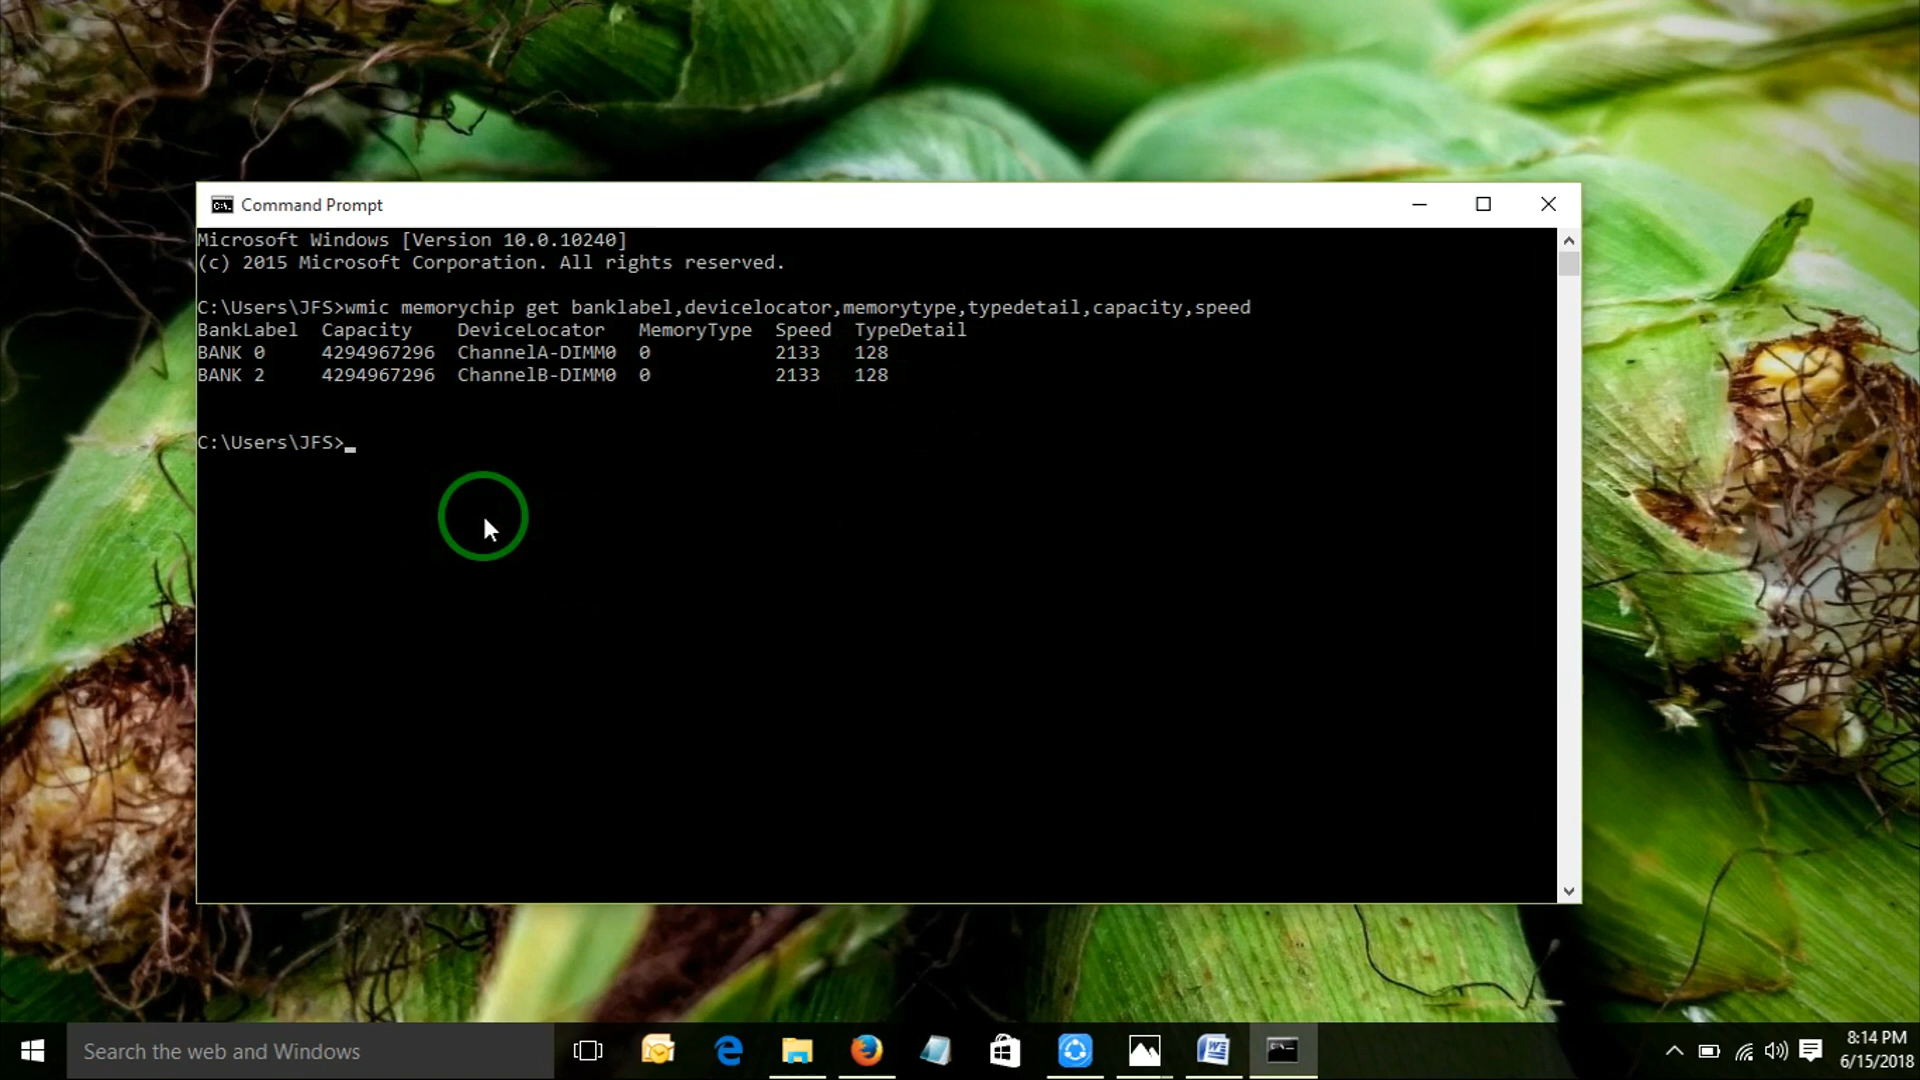 Command Prompt
Microsoft Windows [Version 10.0.10240]
(c) 2015 Microsoft Corporation. All rights reserved.
C:\Users\JFS>wmic memorychip get banklabel,devicelocator,memorytype,typedetail,capacity,speed
BankLabel  Capacity    DeviceLocator   MemoryType  Speed  TypeDetail
BANK 0     4294967296  ChannelA-DIMM0  0           2133   128
BANK 2     4294967296  ChannelB-DIMM0  0           2133   128
C:\Users\JFS>
Search the web and Windows
8:14 PM
6/15/2018